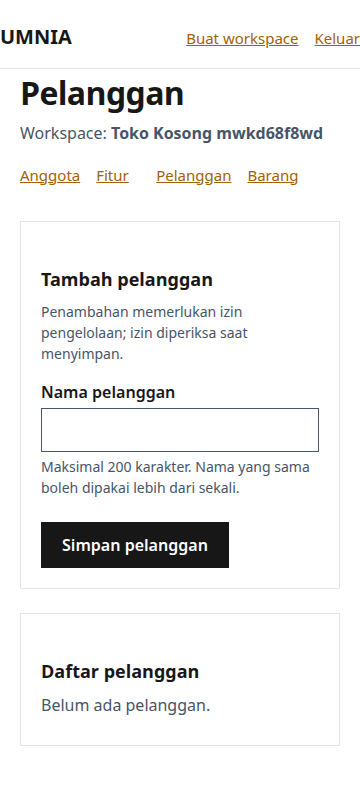 UMNIA Buat workspace Keluar
Pelanggan
Workspace: Toko Kosong mwkd68f8wd
Anggota Fitur Pelanggan Barang
Tambah pelanggan
Penambahan memerlukan izin
pengelolaan; izin diperiksa saat
menyimpan.
Nama pelanggan
Maksimal 200 karakter. Nama yang sama
boleh dipakai lebih dari sekali.
Simpan pelanggan
Daftar pelanggan
Belum ada pelanggan.